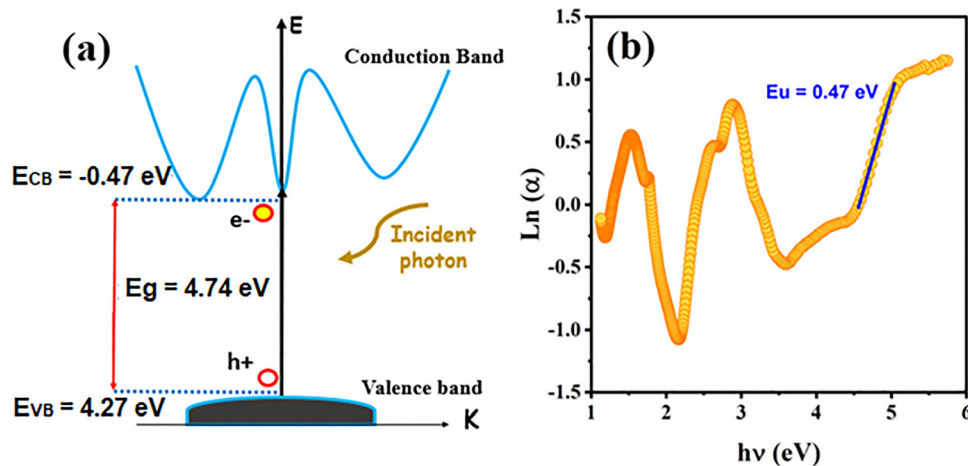 (a)
E
Conduction Band
E_CB = -0.47 eV
e-
Incident
photon
Eg = 4.74 eV
h+
Valence band
E_VB = 4.27 eV
K
(b)
Eu = 0.47 eV
Ln (α)
1.5
1.0
0.5
0.0
-0.5
-1.0
-1.5
1 2 3 4 5 6
hν (eV)